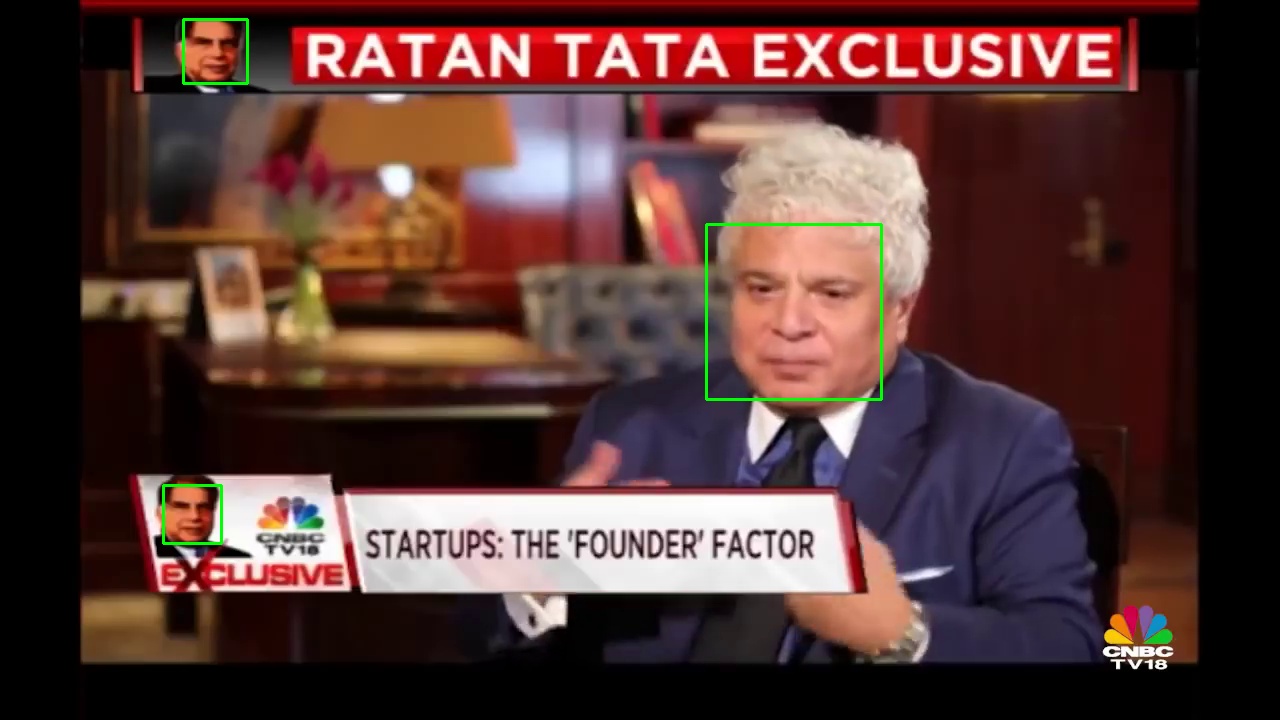 RATAN TATA EXCLUSIVE
CNBC
TV18
EXCLUSIVE
STARTUPS: THE 'FOUNDER' FACTOR
CNBC
TV18